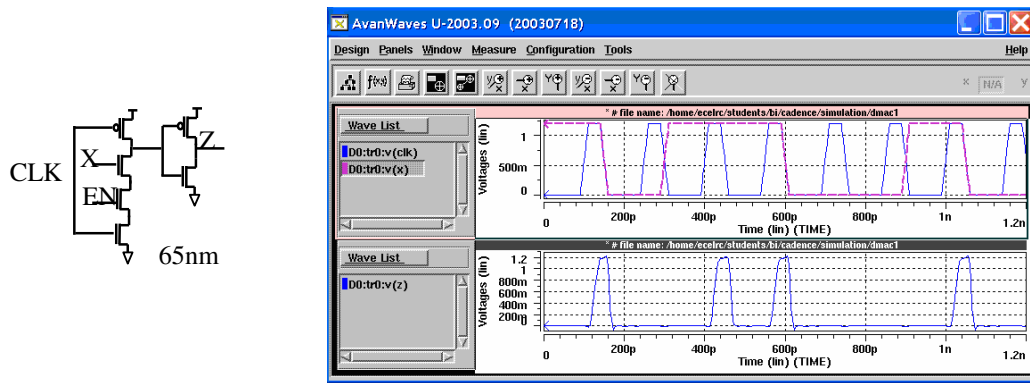 CLK
X
EN
Z
65nm
AvanWaves U-2003.09 (20030718)
Design Panels Window Measure Configuration Tools Help
f(x)
x N/A y
* # file name: /home/ecelrc/students/bi/cadence/simulation/dmac1
Wave List
D0:tr0:v(clk)
D0:tr0:v(x)
Voltages (lin)
1
500m
0
0 200p 400p 600p 800p 1n 1.2n
Time (lin) (TIME)
* # file name: /home/ecelrc/students/bi/cadence/simulation/dmac1
Wave List
D0:tr0:v(z)
Voltages (lin)
1.2
1
800m
600m
400m
200m
0
0 200p 400p 600p 800p 1n 1.2n
Time (lin) (TIME)